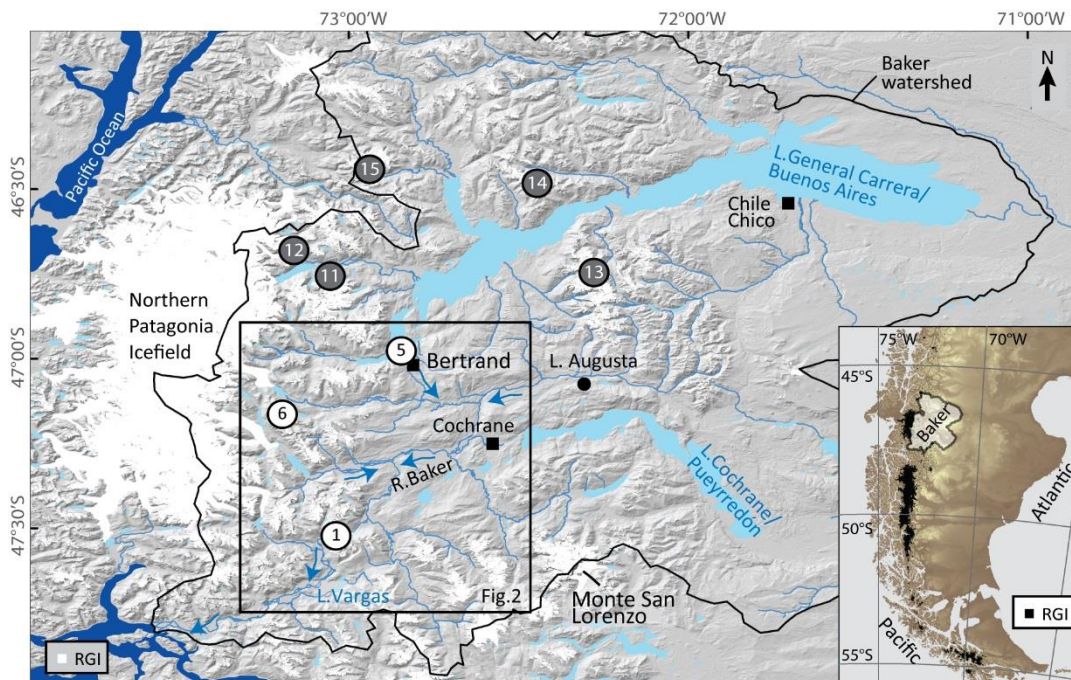 73°00'W
72°00'W
71°00'W
46°30'S
47°00'S
47°30'S
Pacific Ocean
Baker
watershed
N
15
14
L.General Carrera/
Buenos Aires
Chile
Chico
12
11
13
Northern
Patagonia
Icefield
5
Bertrand
L. Augusta
6
Cochrane
R.Baker
L.Cochrane/
Pueyrredón
1
L.Vargas
Fig.2
Monte San
Lorenzo
RGI
75°W
70°W
45°S
Baker
50°S
Atlantic
RGI
Pacific
55°S